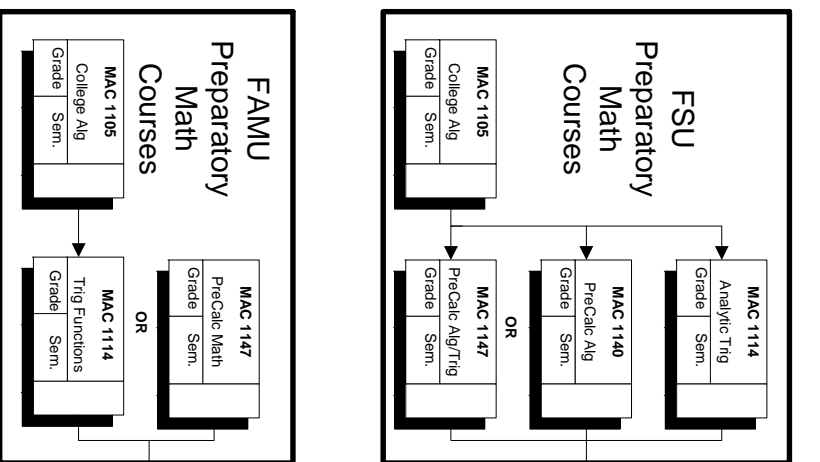 FSU
Preparatory
Math
Courses
MAC 1105
College Alg
Grade Sem.
MAC 1114
Analytic Trig
Grade Sem.
MAC 1140
PreCalc Alg
Grade Sem.
OR
MAC 1147
PreCalc Alg/Trig
Grade Sem.
FAMU
Preparatory
Math
Courses
MAC 1105
College Alg
Grade Sem.
MAC 1147
PreCalc Math
Grade Sem.
OR
MAC 1114
Trig Functions
Grade Sem.